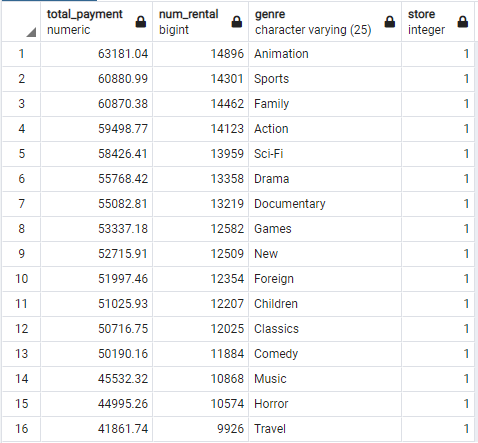 total_payment num_rental genre store
numeric bigint character varying (25) integer
1 63181.04 14896 Animation 1
2 60880.99 14301 Sports 1
3 60870.38 14462 Family 1
4 59498.77 14123 Action 1
5 58426.41 13959 Sci-Fi 1
6 55768.42 13358 Drama 1
7 55082.81 13219 Documentary 1
8 53337.18 12582 Games 1
9 52715.91 12509 New 1
10 51997.46 12354 Foreign 1
11 51025.93 12207 Children 1
12 50716.75 12025 Classics 1
13 50190.16 11884 Comedy 1
14 45532.32 10868 Music 1
15 44995.26 10574 Horror 1
16 41861.74 9926 Travel 1